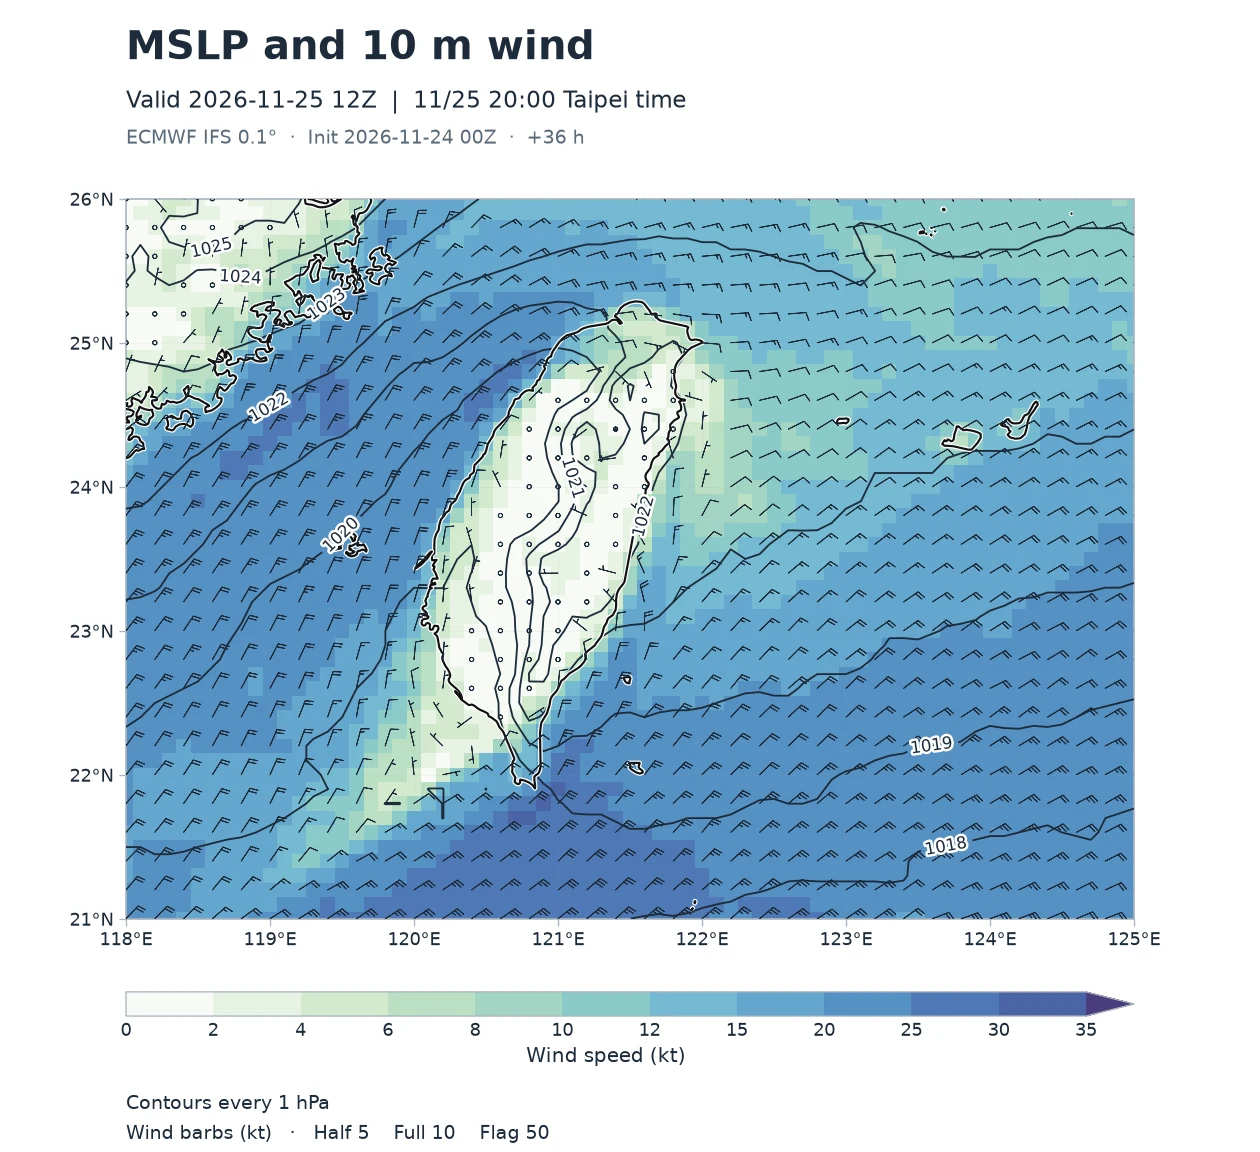 MSLP and 10 m wind
Valid 2026-11-25 12Z | 11/25 20:00 Taipei time
ECMWF IFS 0.1° · Init 2026-11-24 00Z · +36 h
26°N
1025
1024
1023
25°N
1022
24°N
1021
1022
1020
23°N
1019
22°N
1018
21°N
118°E 119°E 120°E 121°E 122°E 123°E 124°E 125°E
0 2 4 6 8 10 12 15 20 25 30 35
Wind speed (kt)
Contours every 1 hPa
Wind barbs (kt) · Half 5 Full 10 Flag 50